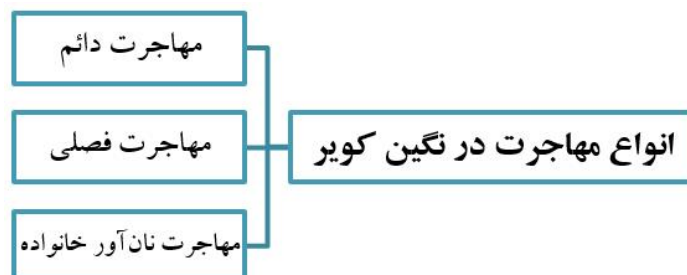 انواع مهاجرت در نگین کویر
مهاجرت دائم
مهاجرت فصلی
مهاجرت نان‌آور خانواده